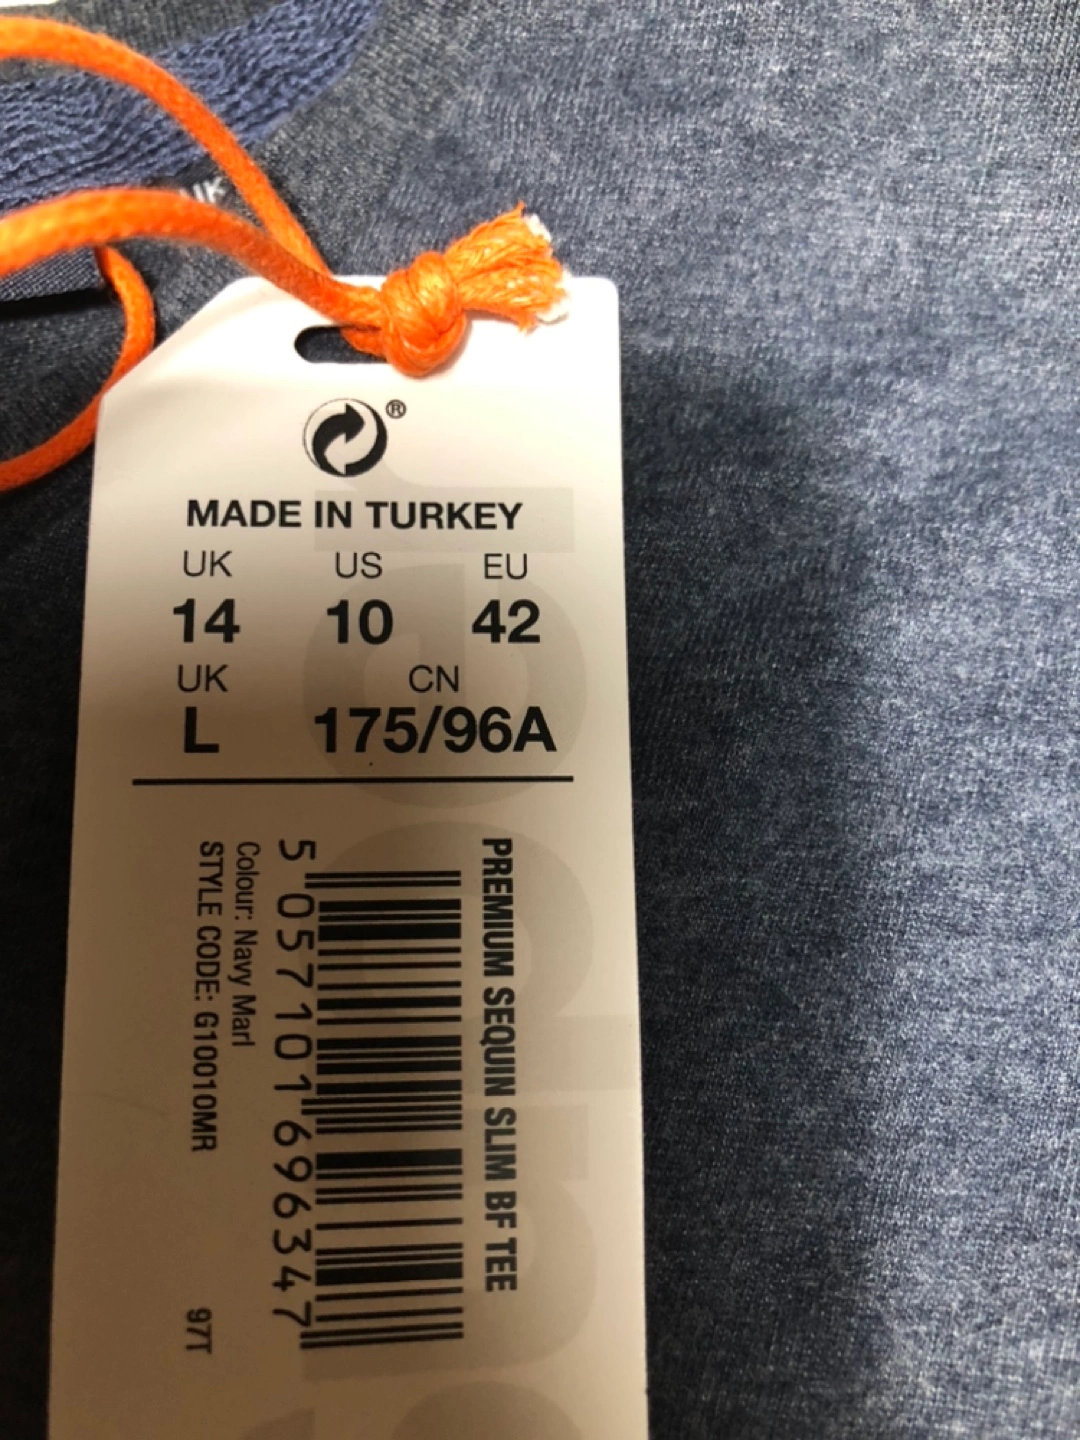 ®
MADE IN TURKEY
UK US EU
14 10 42
UK CN
L 175/96A
PREMIUM SEQUIN SLIM BF TEE
5 057101 696347
Colour: Navy Marl
STYLE CODE: G10010MR
97T